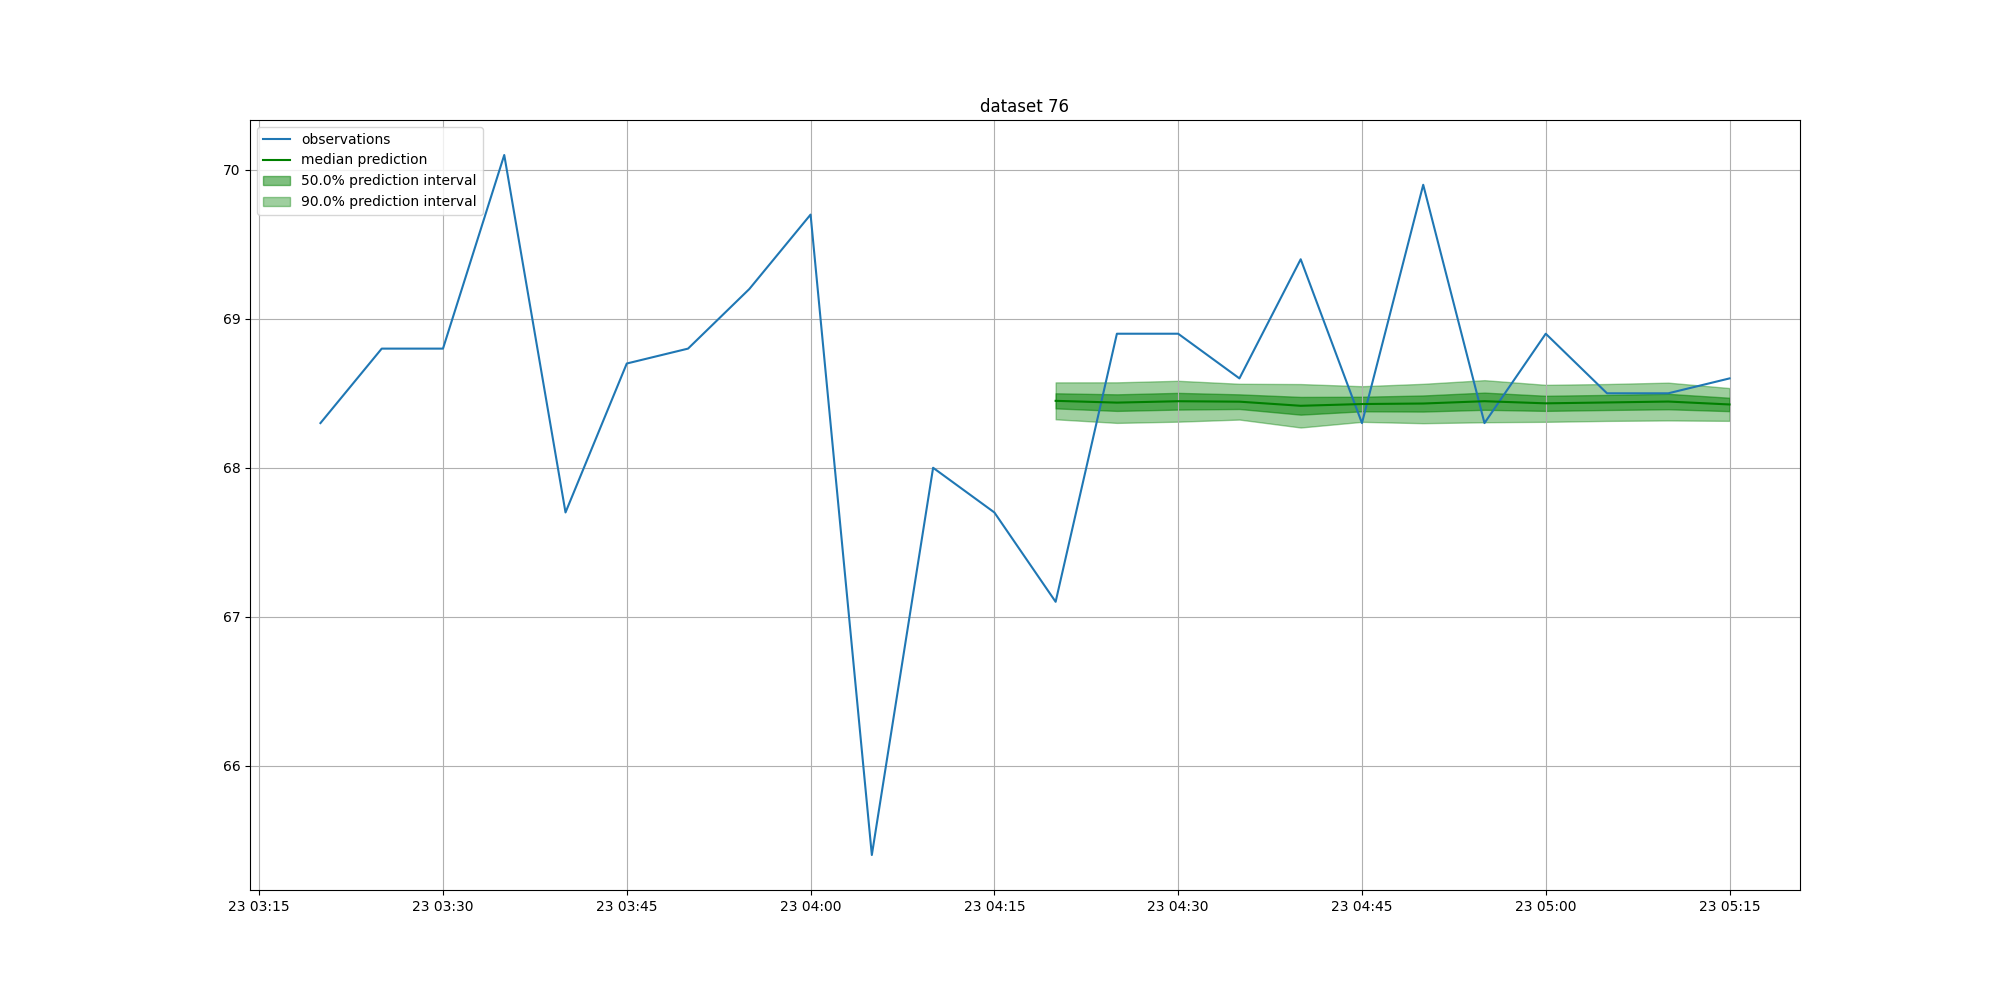 dataset 76
observations
median prediction
50.0% prediction interval
90.0% prediction interval
70
69
68
67
66
23 03:15 23 03:30 23 03:45 23 04:00 23 04:15 23 04:30 23 04:45 23 05:00 23 05:15